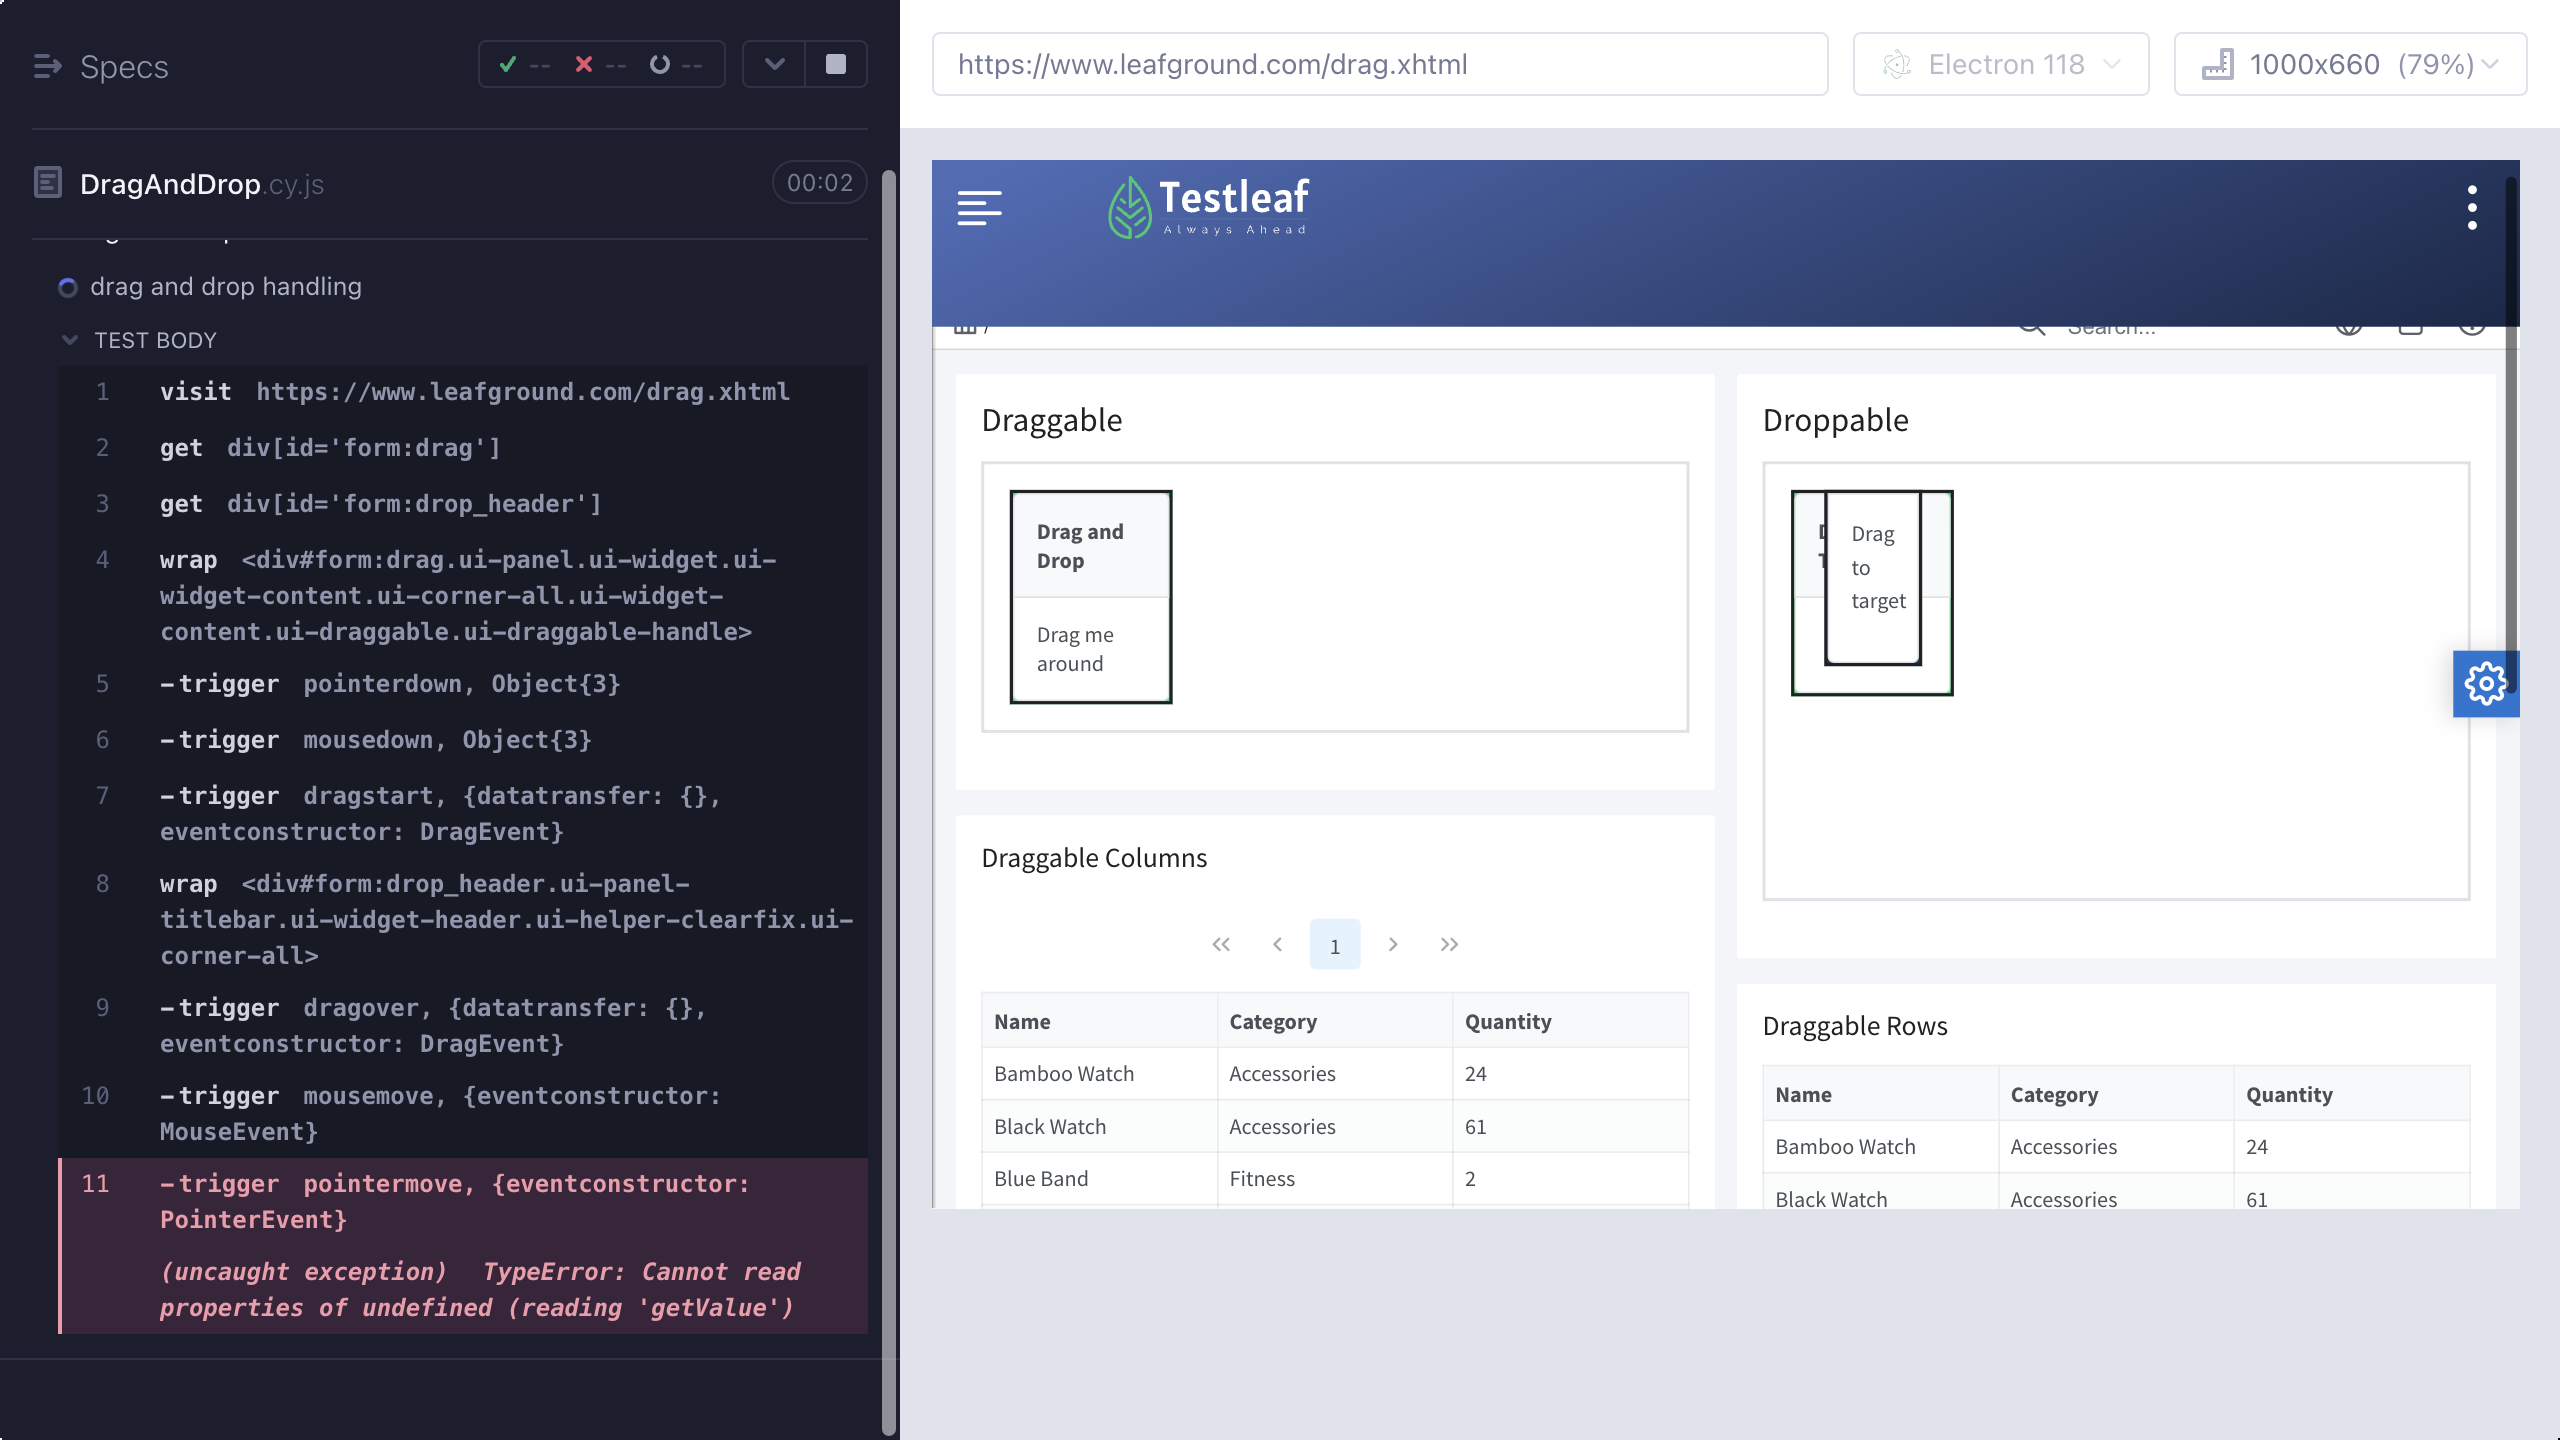 Specs
-- -- --
DragAndDrop.cy.js
00:02
drag and drop handling
TEST BODY
1 visit https://www.leafground.com/drag.xhtml
2 get div[id='form:drag']
3 get div[id='form:drop_header']
4 wrap <div#form:drag.ui-panel.ui-widget.ui-
widget-content.ui-corner-all.ui-widget-
content.ui-draggable.ui-draggable-handle>
5 -trigger pointerdown, Object{3}
6 -trigger mousedown, Object{3}
7 -trigger dragstart, {datatransfer: {},
eventconstructor: DragEvent}
8 wrap <div#form:drop_header.ui-panel-
titlebar.ui-widget-header.ui-helper-clearfix.ui-
corner-all>
9 -trigger dragover, {datatransfer: {},
eventconstructor: DragEvent}
10 -trigger mousemove, {eventconstructor:
MouseEvent}
11 -trigger pointermove, {eventconstructor:
PointerEvent}
(uncaught exception) TypeError: Cannot read
properties of undefined (reading 'getValue')
https://www.leafground.com/drag.xhtml
Electron 118
1000x660 (79%)
Testleaf
Always Ahead
/
Search...
Draggable
Drag and
Drop
Drag me
around
Droppable
Drag
to
target
Draggable Columns
1
Name Category Quantity
Bamboo Watch Accessories 24
Black Watch Accessories 61
Blue Band Fitness 2
Draggable Rows
Name Category Quantity
Bamboo Watch Accessories 24
Black Watch Accessories 61